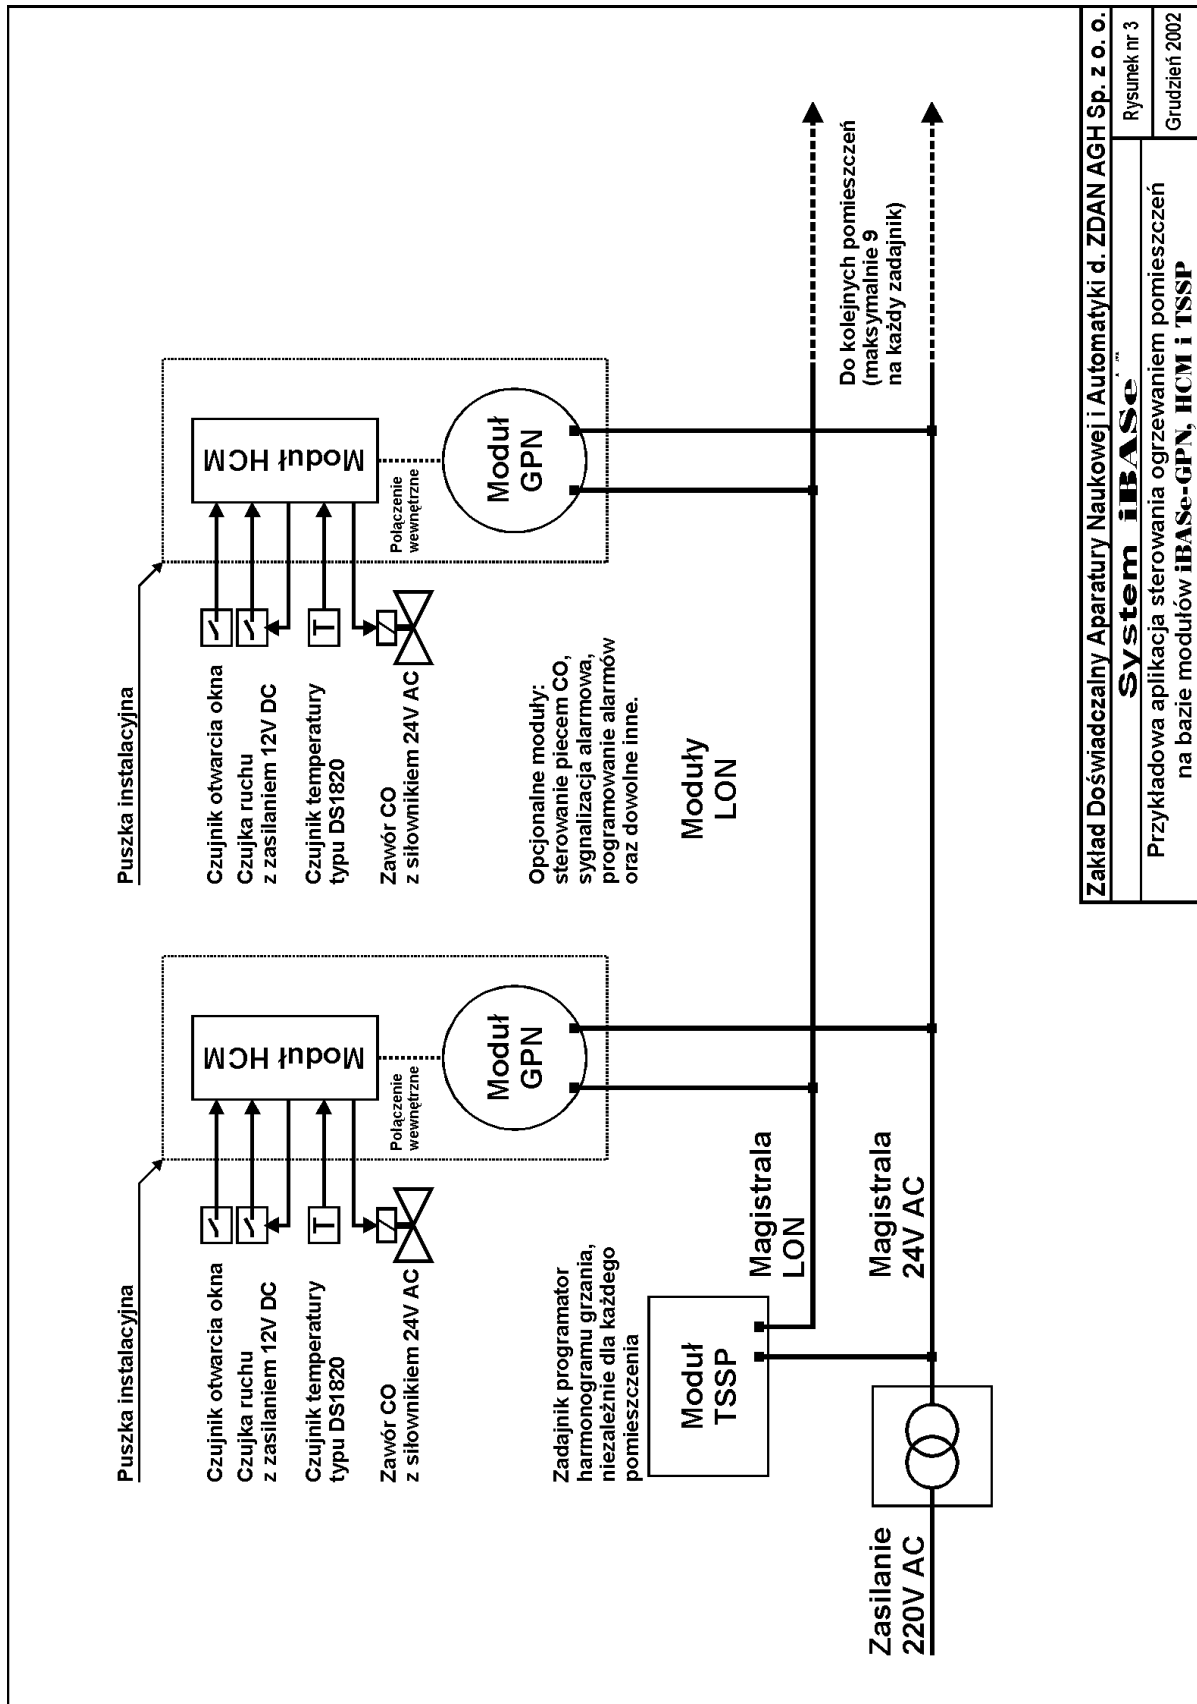 Puszka instalacyjna
Czujnik otwarcia okna
Czujka ruchu
z zasilaniem 12V DC
Czujnik temperatury
typu DS1820
Zawór CO
z siłownikiem 24V AC
T
Moduł HCM
Połączenie
wewnętrzne
Moduł
GPN
Puszka instalacyjna
Czujnik otwarcia okna
Czujka ruchu
z zasilaniem 12V DC
Czujnik temperatury
typu DS1820
Zawór CO
z siłownikiem 24V AC
T
Moduł HCM
Połączenie
wewnętrzne
Moduł
GPN
Zadajnik programator
harmonogramu grzania,
niezależnie dla każdego
pomieszczenia
Moduł
TSSP
Opcjonalne moduły:
sterowanie piecem CO,
sygnalizacja alarmowa,
programowanie alarmów
oraz dowolne inne.
Moduły
LON
Magistrala
LON
Magistrala
24V AC
Do kolejnych pomieszczeń
(maksymalnie 9
na każdy zadajnik)
Zasilanie
220V AC
Zakład Doświadczalny Aparatury Naukowej i Automatyki d. ZDAN AGH Sp. z o. o.
System iBASe
Rysunek nr 3
Przykładowa aplikacja sterowania ogrzewaniem pomieszczeń
na bazie modułów iBASe-GPN, HCM i TSSP
Grudzień 2002